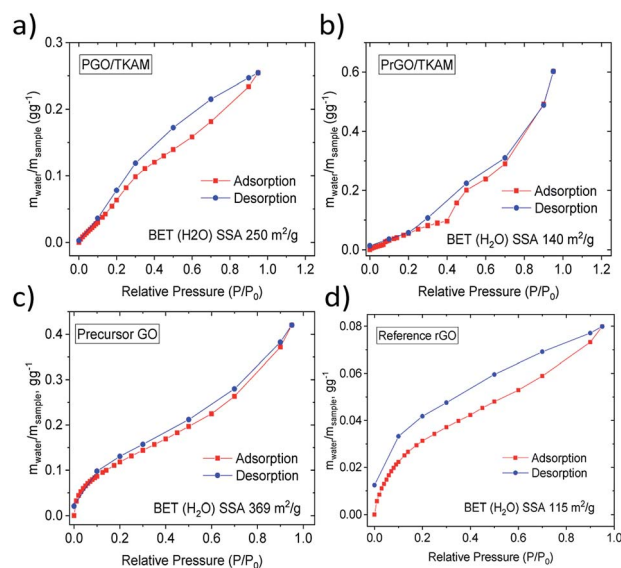 a)
PGO/TKAM
m_water/m_sample (gg⁻¹)
0.3
0.2
0.1
0.0
Adsorption
Desorption
BET (H2O) SSA 250 m²/g
0.0 0.2 0.4 0.6 0.8 1.0 1.2
Relative Pressure (P/P₀)
b)
PrGO/TKAM
m_water/m_sample (gg⁻¹)
0.6
0.4
0.2
0.0
Adsorption
Desorption
BET (H₂O) SSA 140 m²/g
0.0 0.2 0.4 0.6 0.8 1.0 1.2
Relative Pressure (P/P₀)
c)
Precursor GO
m_water/m_sample, gg⁻¹
0.4
0.3
0.2
0.1
0.0
Adsorption
Desorption
BET (H₂O) SSA 369 m²/g
0.0 0.2 0.4 0.6 0.8 1.0
Relative Pressure (P/P₀)
d)
Reference rGO
m_water/m_sample, gg⁻¹
0.08
0.06
0.04
0.02
0.00
Adsorption
Desorption
BET (H₂O) SSA 115 m²/g
0.0 0.2 0.4 0.6 0.8 1.0
Relative Pressure (P/P₀)